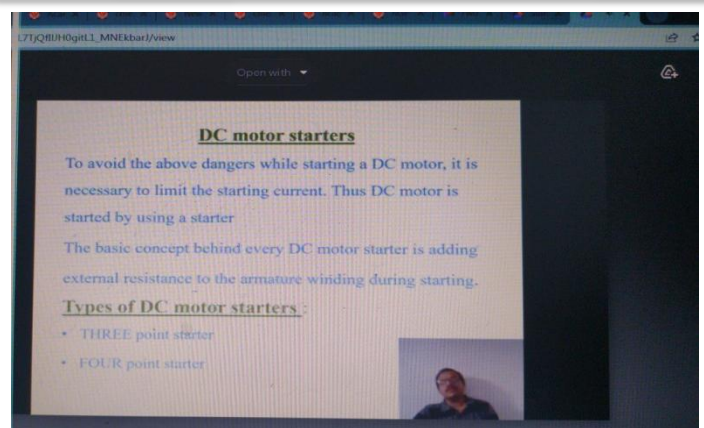 Open with
DC motor starters
To avoid the above dangers while starting a DC motor, it is
necessary to limit the starting current. Thus DC motor is
started by using a starter
The basic concept behind every DC motor starter is adding
external resistance to the armature winding during starting.
Types of DC motor starters :
• THREE point starter
• FOUR point starter